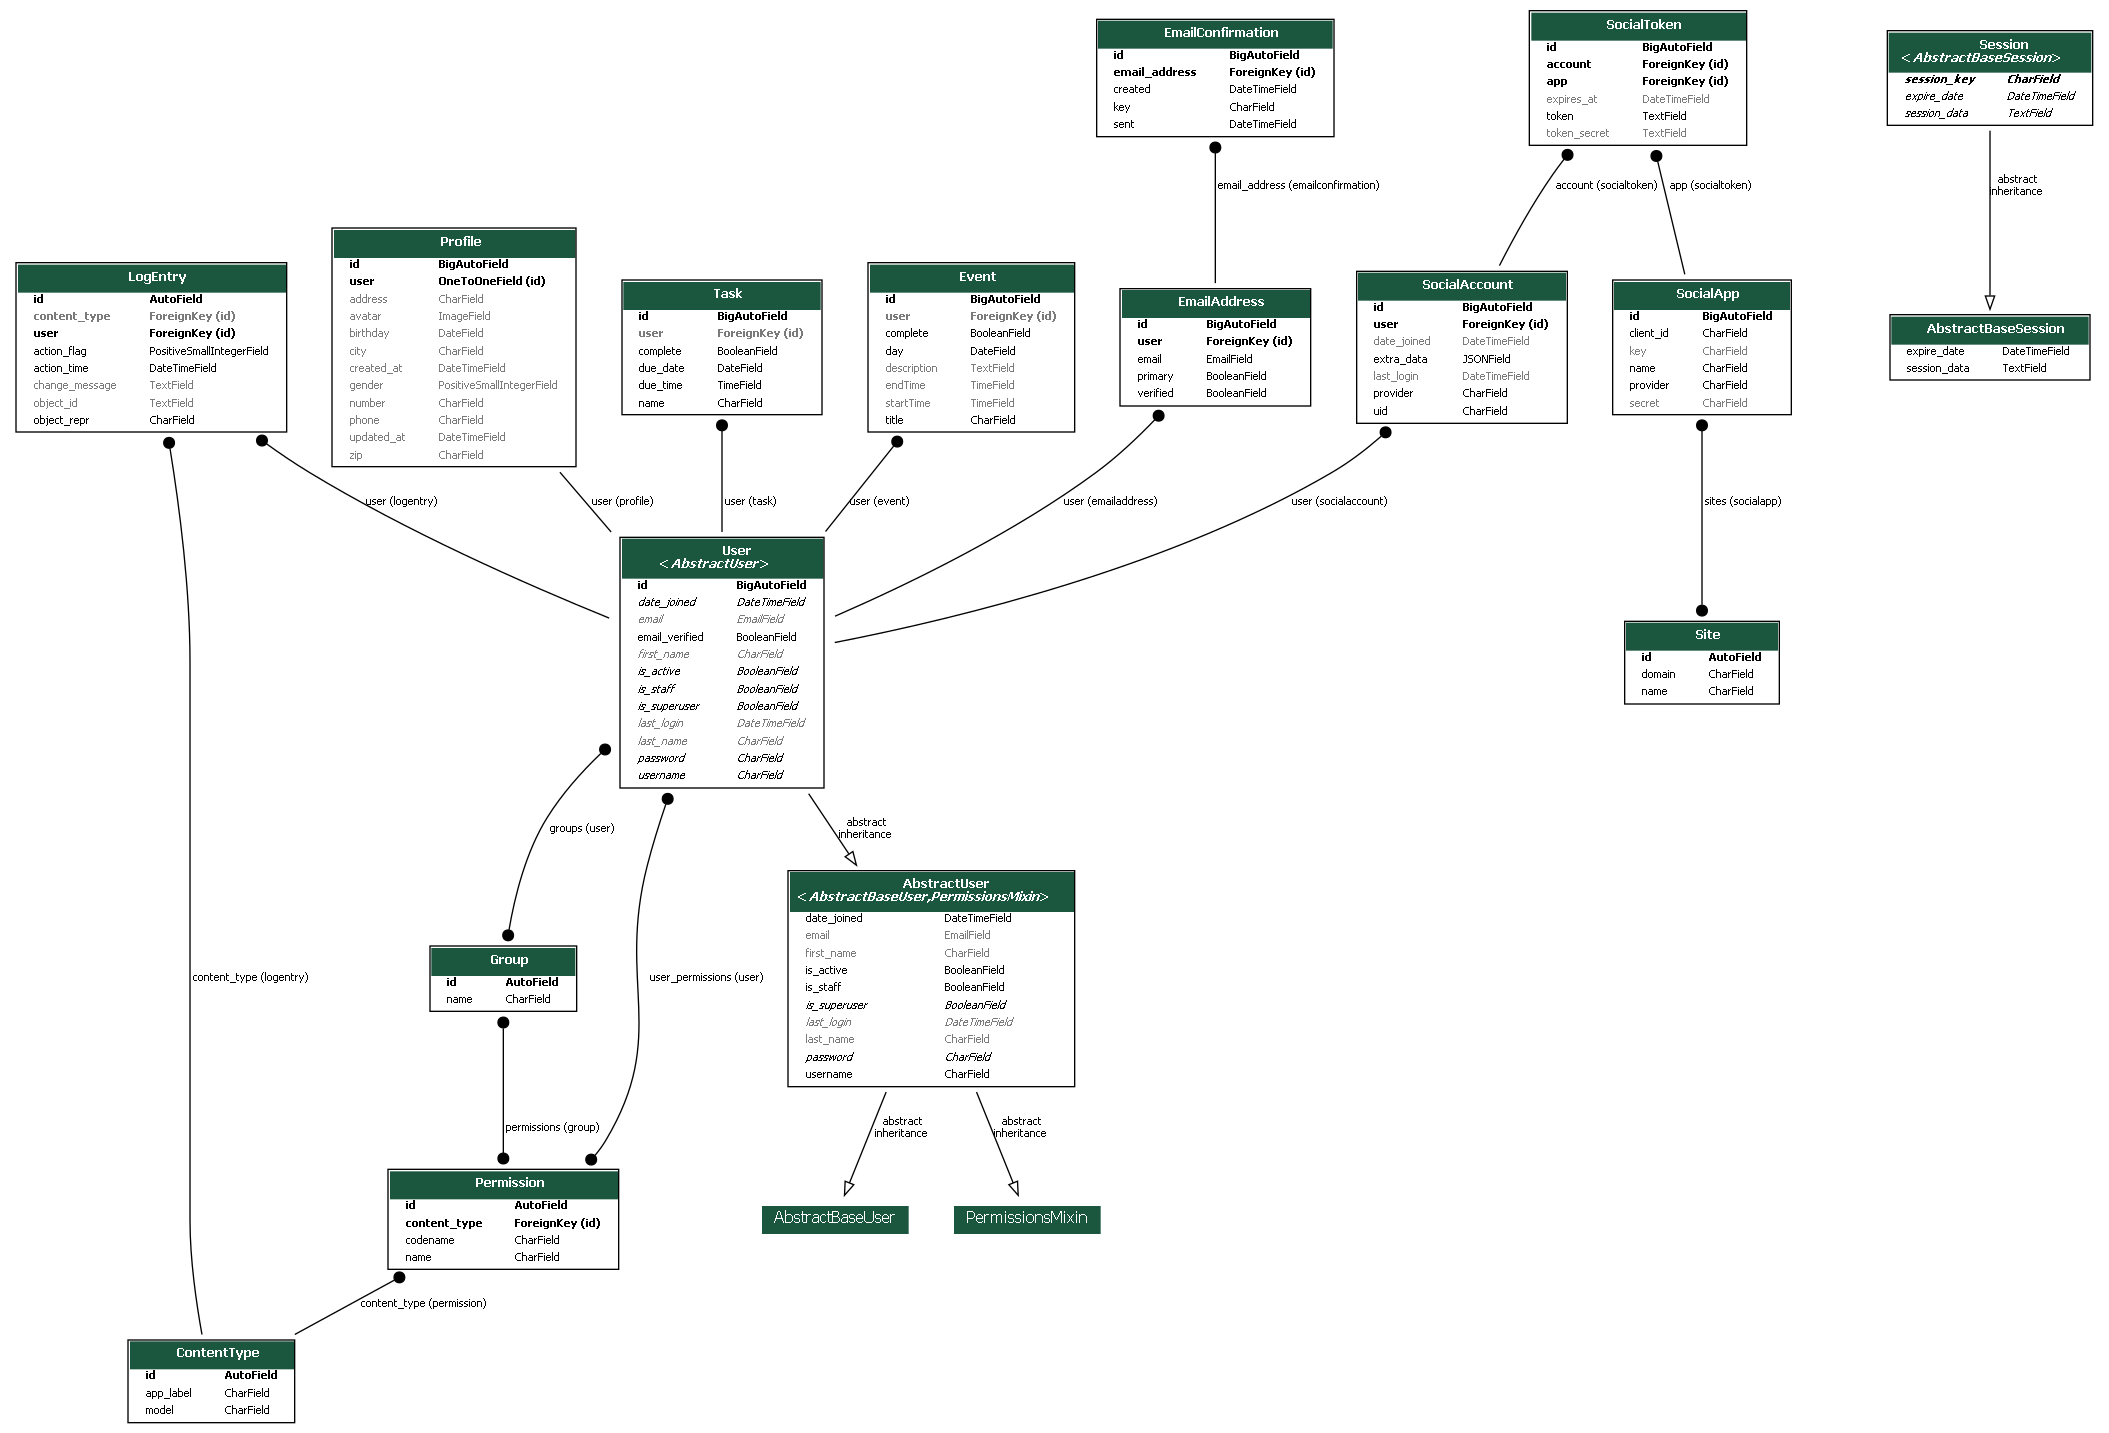 EmailConfirmation
id BigAutoField
email_address ForeignKey (id)
created DateTimeField
key CharField
sent DateTimeField
SocialToken
id BigAutoField
account ForeignKey (id)
app ForeignKey (id)
expires_at DateTimeField
token TextField
token_secret TextField
Session
<AbstractBaseSession>
session_key CharField
expire_date DateTimeField
session_data TextField
email_address (emailconfirmation)
account (socialtoken)
app (socialtoken)
abstract
inheritance
LogEntry
id AutoField
content_type ForeignKey (id)
user ForeignKey (id)
action_flag PositiveSmallIntegerField
action_time DateTimeField
change_message TextField
object_id TextField
object_repr CharField
Profile
id BigAutoField
user OneToOneField (id)
address CharField
avatar ImageField
birthday DateField
city CharField
created_at DateTimeField
gender PositiveSmallIntegerField
number CharField
phone CharField
updated_at DateTimeField
zip CharField
Task
id BigAutoField
user ForeignKey (id)
complete BooleanField
due_date DateField
due_time TimeField
name CharField
Event
id BigAutoField
user ForeignKey (id)
complete BooleanField
day DateField
description TextField
endTime TimeField
startTime TimeField
title CharField
EmailAddress
id BigAutoField
user ForeignKey (id)
email EmailField
primary BooleanField
verified BooleanField
SocialAccount
id BigAutoField
user ForeignKey (id)
date_joined DateTimeField
extra_data JSONField
last_login DateTimeField
provider CharField
uid CharField
SocialApp
id BigAutoField
client_id CharField
key CharField
name CharField
provider CharField
secret CharField
AbstractBaseSession
expire_date DateTimeField
session_data TextField
user (logentry)
user (profile)
user (task)
user (event)
user (emailaddress)
user (socialaccount)
sites (socialapp)
User
<AbstractUser>
id BigAutoField
date_joined DateTimeField
email EmailField
email_verified BooleanField
first_name CharField
is_active BooleanField
is_staff BooleanField
is_superuser BooleanField
last_login DateTimeField
last_name CharField
password CharField
username CharField
Site
id AutoField
domain CharField
name CharField
groups (user)
abstract
inheritance
AbstractUser
<AbstractBaseUser,PermissionsMixin>
date_joined DateTimeField
email EmailField
first_name CharField
is_active BooleanField
is_staff BooleanField
is_superuser BooleanField
last_login DateTimeField
last_name CharField
password CharField
username CharField
Group
id AutoField
name CharField
content_type (logentry)
user_permissions (user)
permissions (group)
abstract
inheritance
abstract
inheritance
Permission
id AutoField
content_type ForeignKey (id)
codename CharField
name CharField
AbstractBaseUser
PermissionsMixin
content_type (permission)
ContentType
id AutoField
app_label CharField
model CharField